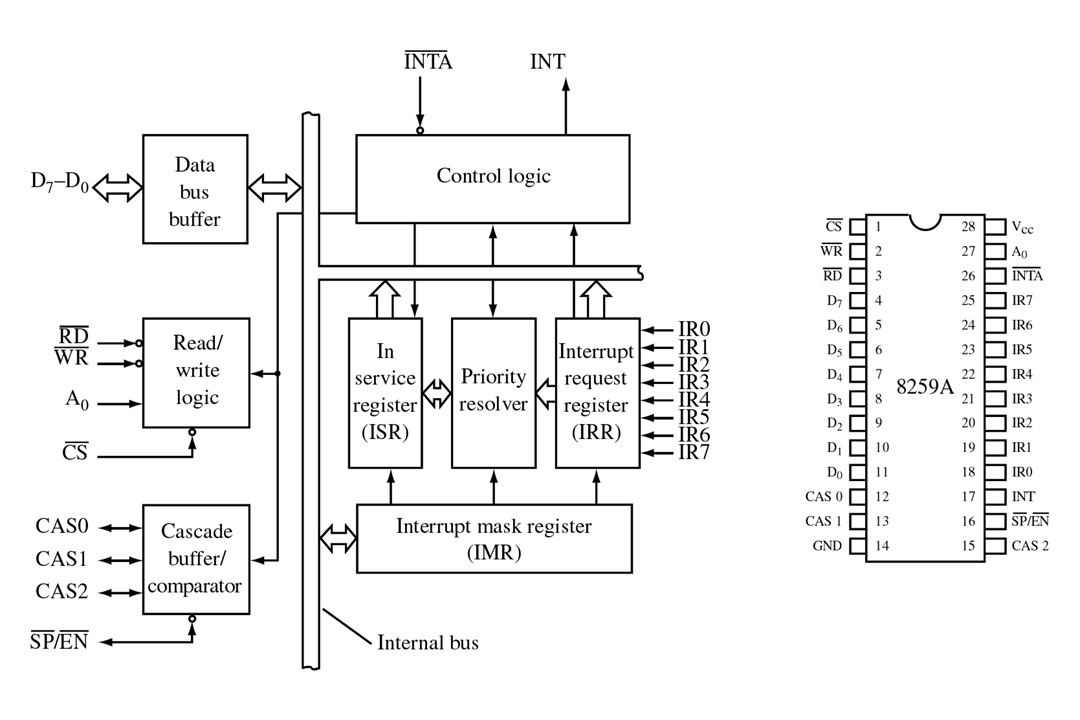 INTA
INT
Data
bus
buffer
D7–D0
Control logic
RD
WR
A0
CS
Read/
write
logic
In
service
register
(ISR)
Priority
resolver
Interrupt
request
register
(IRR)
IR0
IR1
IR2
IR3
IR4
IR5
IR6
IR7
CAS0
CAS1
CAS2
SP/EN
Cascade
buffer/
comparator
Interrupt mask register
(IMR)
Internal bus
8259A
CS 1 28 Vcc
WR 2 27 A0
RD 3 26 INTA
D7 4 25 IR7
D6 5 24 IR6
D5 6 23 IR5
D4 7 22 IR4
D3 8 21 IR3
D2 9 20 IR2
D1 10 19 IR1
D0 11 18 IR0
CAS 0 12 17 INT
CAS 1 13 16 SP/EN
GND 14 15 CAS 2